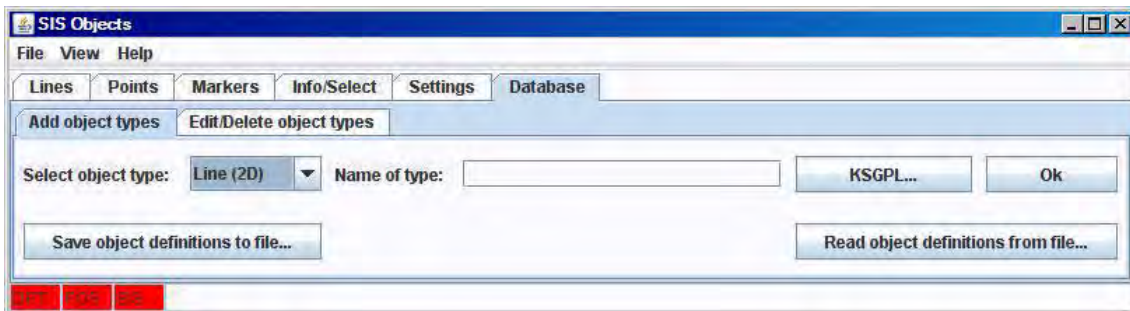 SIS Objects
File View Help
Lines Points Markers Info/Select Settings Database
Add object types Edit/Delete object types
Select object type: Line (2D) Name of type: KSGPL... Ok
Save object definitions to file... Read object definitions from file...